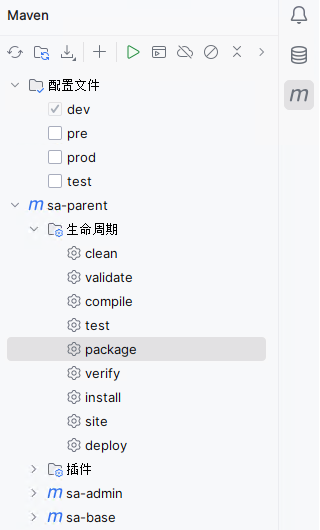 Maven
配置文件
dev
pre
prod
test
m sa-parent
生命周期
clean
validate
compile
test
package
verify
install
site
deploy
插件
m sa-admin
m sa-base
m